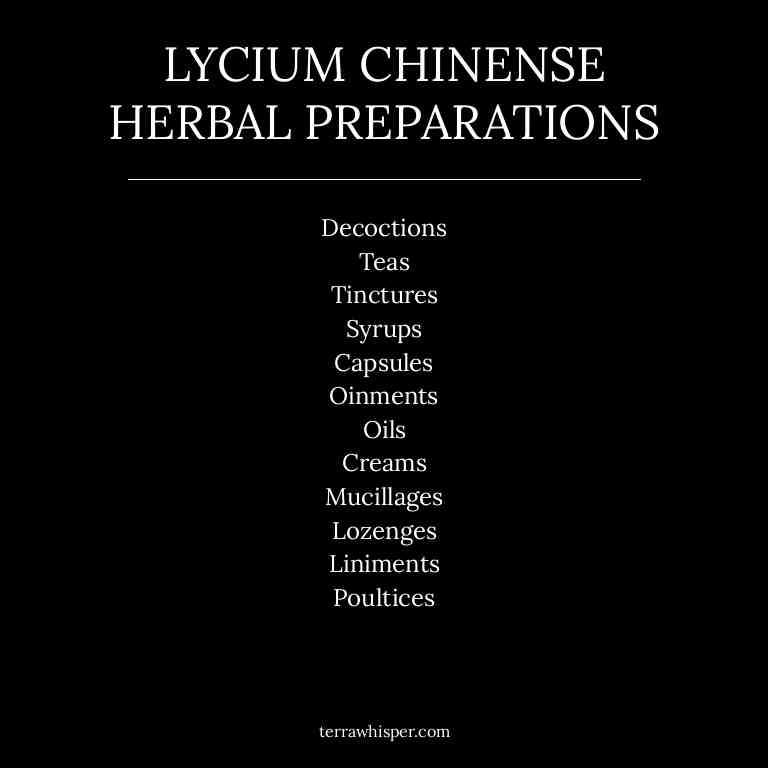 LYCIUM CHINENSE
HERBAL PREPARATIONS
Decoctions
Teas
Tinctures
Syrups
Capsules
Oinments
Oils
Creams
Mucillages
Lozenges
Liniments
Poultices
terrawhisper.com